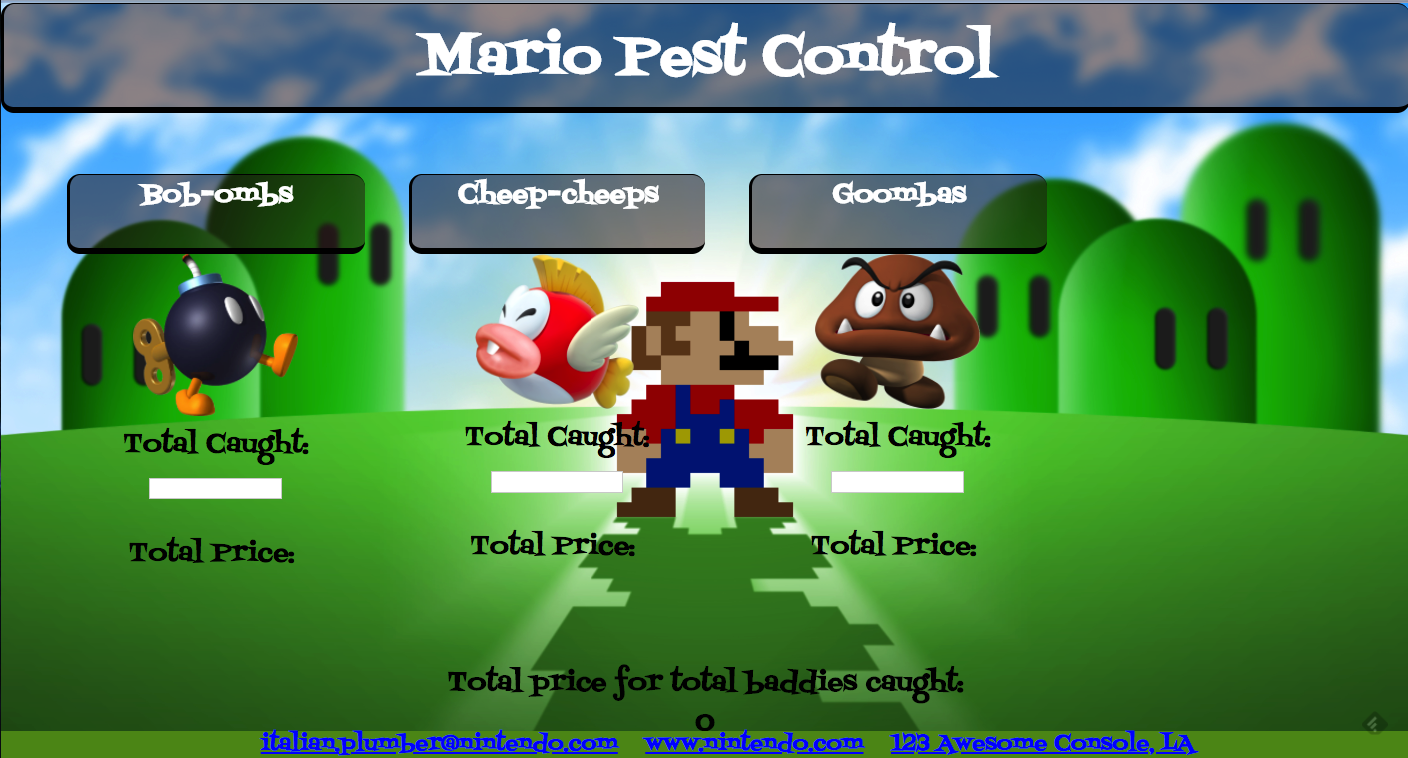 Mario Pest Control
Bob-ombs
Cheep-cheeps
Goombas
Total Caught:
Total Caught:
Total Caught:
Total Price:
Total Price:
Total Price:
Total price for total baddies caught:
0
italian.plumber@nintendo.com www.nintendo.com 123 Awesome Console, LA